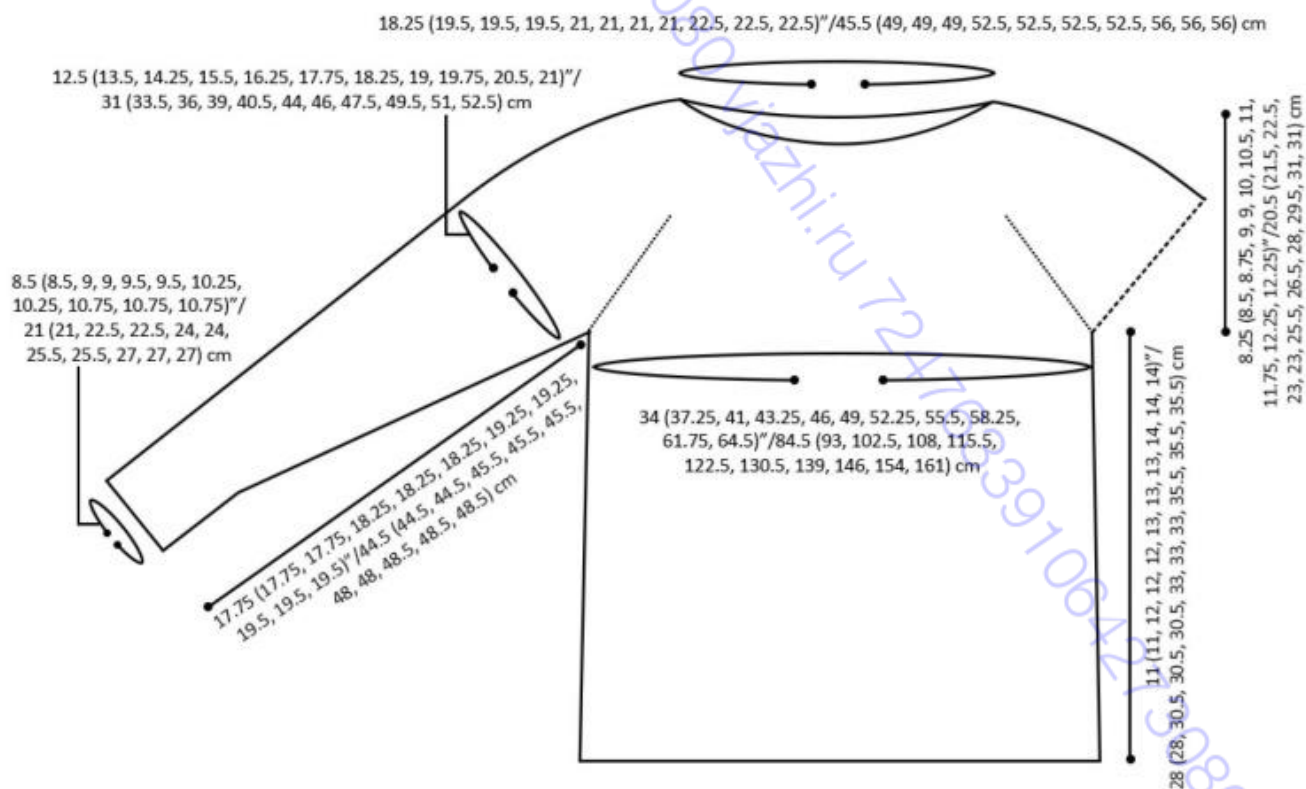 18.25 (19.5, 19.5, 19.5, 21, 21, 21, 21, 22.5, 22.5, 22.5)"/45.5 (49, 49, 49, 52.5, 52.5, 52.5, 52.5, 56, 56, 56) cm
12.5 (13.5, 14.25, 15.5, 16.25, 17.75, 18.25, 19, 19.75, 20.5, 21)"/
31 (33.5, 36, 39, 40.5, 44, 46, 47.5, 49.5, 51, 52.5) cm
8.5 (8.5, 9, 9, 9.5, 9.5, 10.25,
10.25, 10.75, 10.75, 10.75)"/
21 (21, 22.5, 22.5, 24, 24,
25.5, 25.5, 27, 27, 27) cm
8.25 (8.5, 8.75, 9, 9, 10, 10.5, 11,
11.75, 12.25, 12.25)"/20.5 (21.5, 22.5,
23, 23, 25.5, 26.5, 28, 29.5, 31, 31) cm
34 (37.25, 41, 43.25, 46, 49, 52.25, 55.5, 58.25,
61.75, 64.5)"/84.5 (93, 102.5, 108, 115.5,
122.5, 130.5, 139, 146, 154, 161) cm
17.75 (17.75, 17.75, 18.25, 18.25, 18.25, 19.25, 19.25,
19.5, 19.5, 19.5)"/44.5 (44.5, 44.5, 45.5, 45.5, 45.5,
48, 48, 48.5, 48.5, 48.5) cm
11 (11, 12, 12, 12, 13, 13, 13, 14, 14, 14)"/
28 (28, 30.5, 30.5, 30.5, 33, 33, 33, 35.5, 35.5, 35.5) cm
080 vjazhi.ru 7247633910642730808